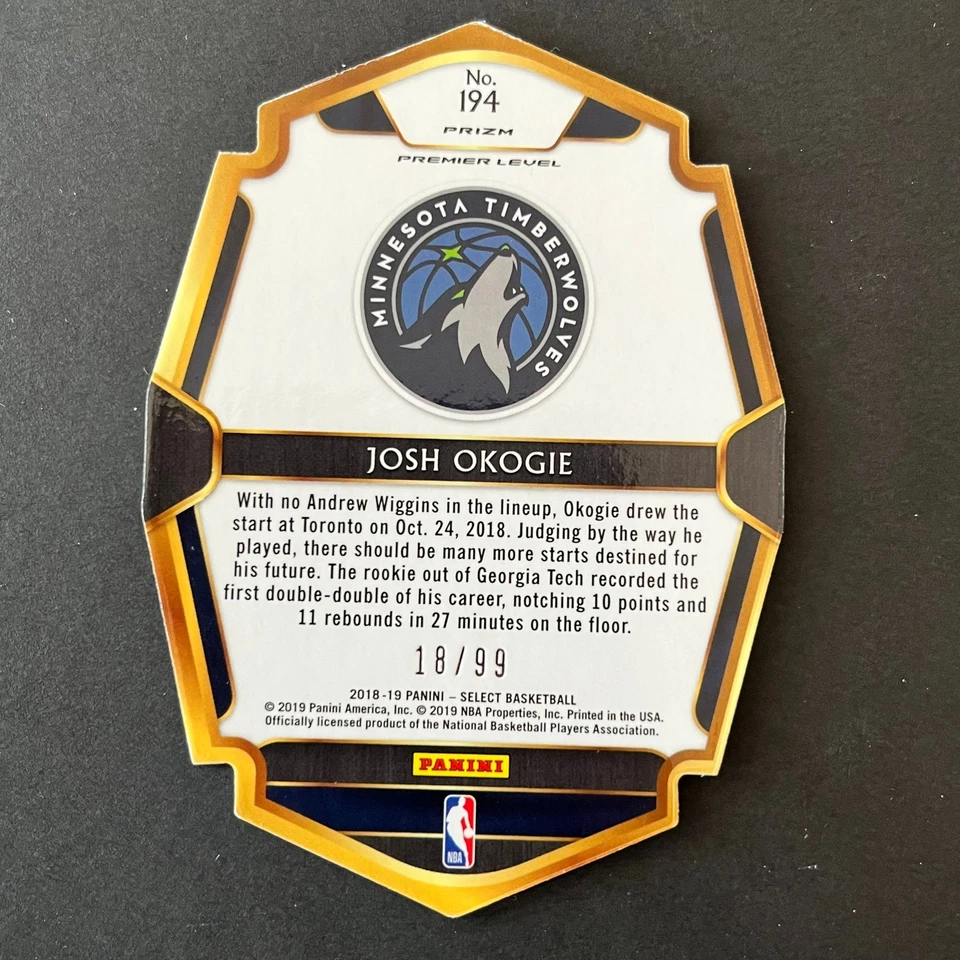 No.
194
PRIZM
PREMIER LEVEL
MINNESOTA TIMBERWOLVES
JOSH OKOGIE
With no Andrew Wiggins in the lineup, Okogie drew the
start at Toronto on Oct. 24, 2018. Judging by the way he
played, there should be many more starts destined for
his future. The rookie out of Georgia Tech recorded the
first double-double of his career, notching 10 points and
11 rebounds in 27 minutes on the floor.
18/99
2018-19 PANINI – SELECT BASKETBALL
© 2019 Panini America, Inc. © 2019 NBA Properties, Inc. Printed in the USA.
Officially licensed product of the National Basketball Players Association.
PANINI
NBA